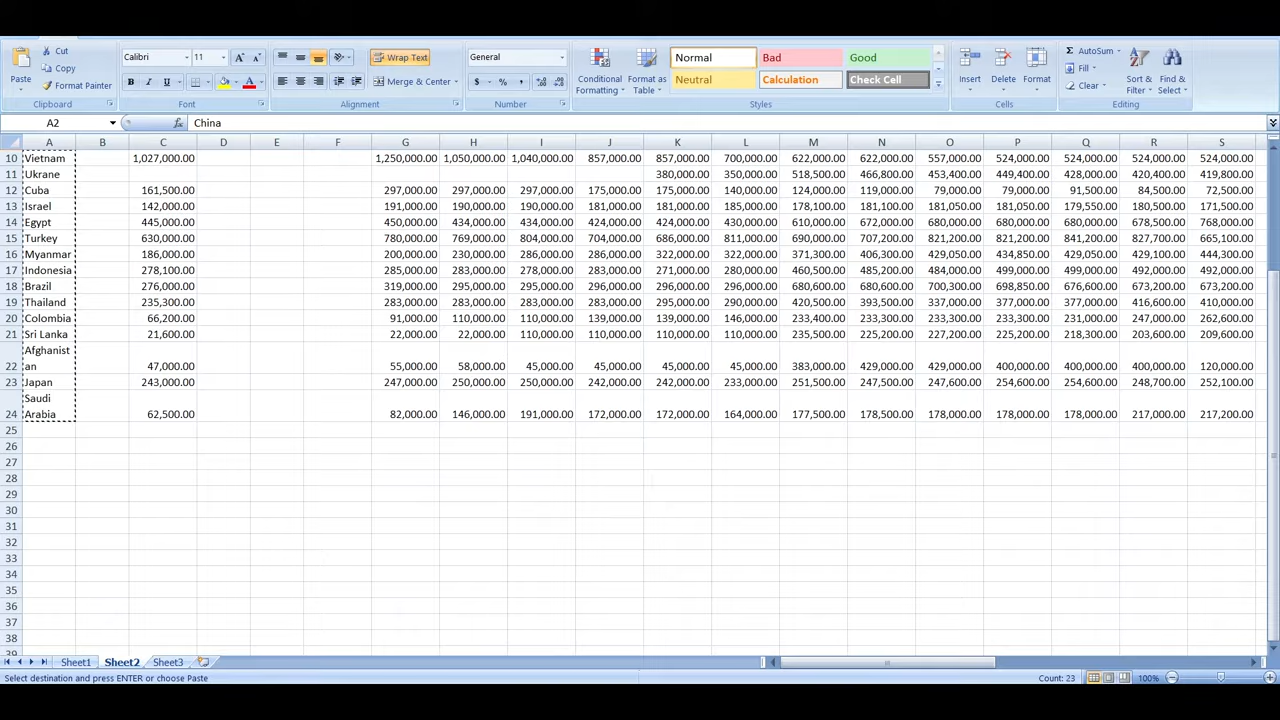 Cut
Copy
Paste
Format Painter
Clipboard
Calibri 11
B I U
Font
Wrap Text
Merge & Center
Alignment
General
$ % ,
Number
Conditional Formatting
Format as Table
Normal Bad Good
Neutral Calculation Check Cell
Styles
Insert Delete Format
Cells
AutoSum
Fill
Clear
Sort & Filter
Find & Select
Editing
A2 fx China
A B C D E F G H I J K L M N O P Q R S
10 Vietnam 1,027,000.00 1,250,000.00 1,050,000.00 1,040,000.00 857,000.00 857,000.00 700,000.00 622,000.00 622,000.00 557,000.00 524,000.00 524,000.00 524,000.00 524,000.00
11 Ukrane 380,000.00 350,000.00 518,500.00 466,800.00 453,400.00 449,400.00 428,000.00 420,400.00 419,800.00
12 Cuba 161,500.00 297,000.00 297,000.00 297,000.00 175,000.00 175,000.00 140,000.00 124,000.00 119,000.00 79,000.00 79,000.00 91,500.00 84,500.00 72,500.00
13 Israel 142,000.00 191,000.00 190,000.00 190,000.00 181,000.00 181,000.00 185,000.00 178,100.00 181,100.00 181,050.00 181,050.00 179,550.00 180,500.00 171,500.00
14 Egypt 445,000.00 450,000.00 434,000.00 434,000.00 424,000.00 424,000.00 430,000.00 610,000.00 672,000.00 680,000.00 680,000.00 680,000.00 678,500.00 768,000.00
15 Turkey 630,000.00 780,000.00 769,000.00 804,000.00 704,000.00 686,000.00 811,000.00 690,000.00 707,200.00 821,200.00 821,200.00 841,200.00 827,700.00 665,100.00
16 Myanmar 186,000.00 200,000.00 230,000.00 286,000.00 286,000.00 322,000.00 322,000.00 371,300.00 406,300.00 429,050.00 434,850.00 429,050.00 429,100.00 444,300.00
17 Indonesia 278,100.00 285,000.00 283,000.00 278,000.00 283,000.00 271,000.00 280,000.00 460,500.00 485,200.00 484,000.00 499,000.00 499,000.00 492,000.00 492,000.00
18 Brazil 276,000.00 319,000.00 295,000.00 295,000.00 296,000.00 296,000.00 296,000.00 680,600.00 680,600.00 700,300.00 698,850.00 676,600.00 673,200.00 673,200.00
19 Thailand 235,300.00 283,000.00 283,000.00 283,000.00 283,000.00 295,000.00 290,000.00 420,500.00 393,500.00 337,000.00 377,000.00 377,000.00 416,600.00 410,000.00
20 Colombia 66,200.00 91,000.00 110,000.00 110,000.00 139,000.00 139,000.00 146,000.00 233,400.00 233,300.00 233,300.00 233,300.00 231,000.00 247,000.00 262,600.00
21 Sri Lanka 21,600.00 22,000.00 22,000.00 110,000.00 110,000.00 110,000.00 110,000.00 235,500.00 225,200.00 227,200.00 225,200.00 218,300.00 203,600.00 209,600.00
Afghanist
22 an 47,000.00 55,000.00 58,000.00 45,000.00 45,000.00 45,000.00 45,000.00 383,000.00 429,000.00 429,000.00 400,000.00 400,000.00 400,000.00 120,000.00
23 Japan 243,000.00 247,000.00 250,000.00 250,000.00 242,000.00 242,000.00 233,000.00 251,500.00 247,500.00 247,600.00 254,600.00 254,600.00 248,700.00 252,100.00
Saudi
24 Arabia 62,500.00 82,000.00 146,000.00 191,000.00 172,000.00 172,000.00 164,000.00 177,500.00 178,500.00 178,000.00 178,000.00 178,000.00 217,000.00 217,200.00
25
26
27
28
29
30
31
32
33
34
35
36
37
38
Sheet1 Sheet2 Sheet3
Select destination and press ENTER or choose Paste Count: 23 100%